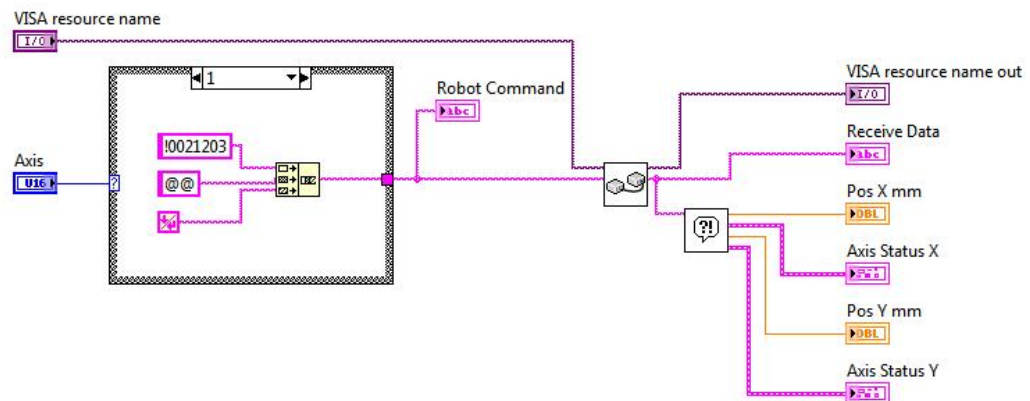 VISA resource name
I/O
1
Robot Command
abc
VISA resource name out
I/O
!0021203
Receive Data
abc
Axis
U16
?
@@
Pos X mm
DBL
?!
Axis Status X
Pos Y mm
DBL
Axis Status Y